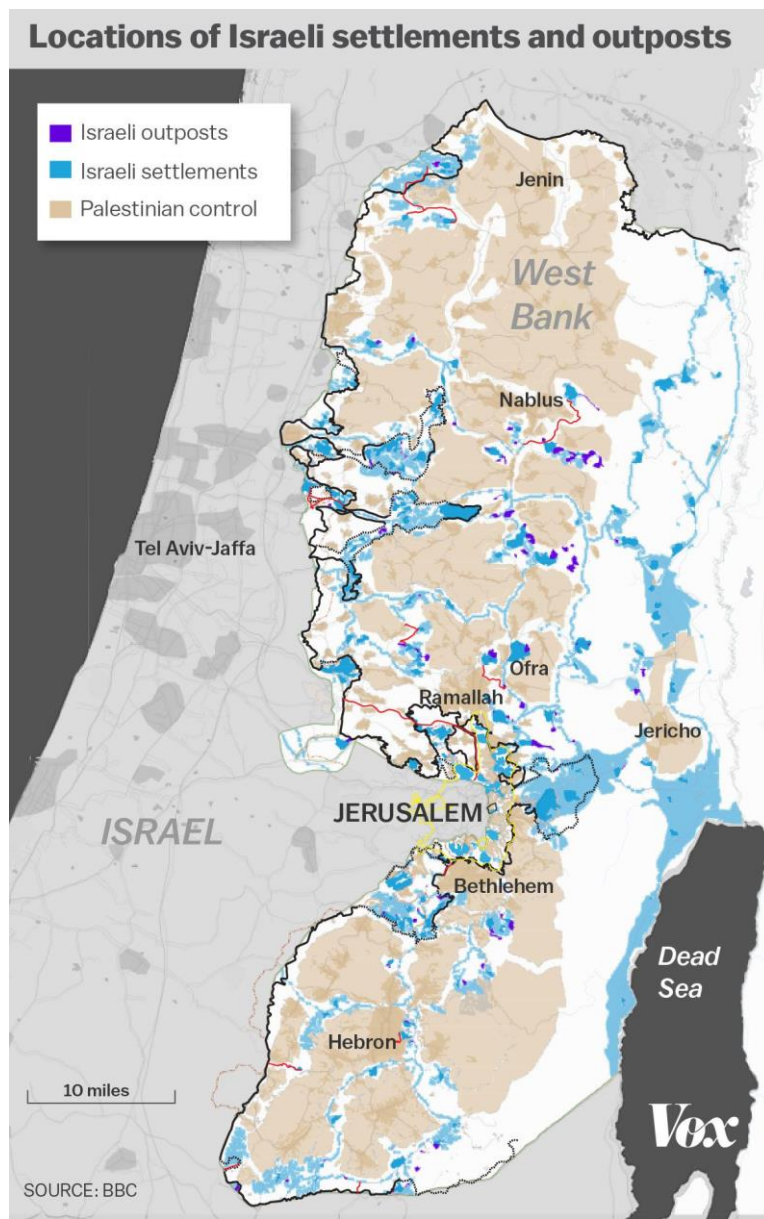 Locations of Israeli settlements and outposts
Israeli outposts
Israeli settlements
Palestinian control
Jenin
West
Bank
Nablus
Tel Aviv-Jaffa
Ofra
Ramallah
Jericho
JERUSALEM
ISRAEL
Bethlehem
Dead
Sea
Hebron
10 miles
Vox
SOURCE: BBC